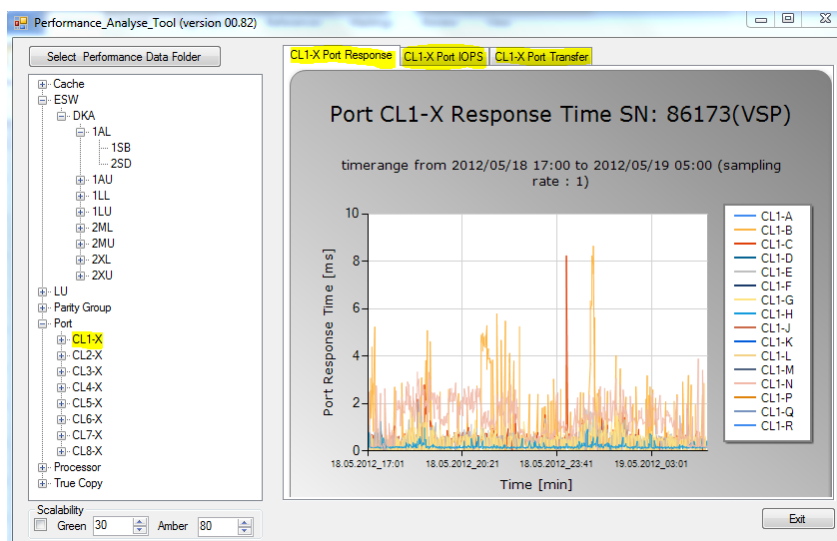 Performance_Analyse_Tool (version 00.82)
Select Performance Data Folder
Cache
ESW
DKA
1AL
1SB
2SD
1AU
1LL
1LU
2ML
2MU
2XL
2XU
LU
Parity Group
Port
CL1-X
CL2-X
CL3-X
CL4-X
CL5-X
CL6-X
CL7-X
CL8-X
Processor
True Copy
Scalability
Green 30 Amber 80
CL1-X Port Response CL1-X Port IOPS CL1-X Port Transfer
Port CL1-X Response Time SN: 86173(VSP)
timerange from 2012/05/18 17:00 to 2012/05/19 05:00 (sampling
rate : 1)
Port Response Time [ms]
10
8
6
4
2
0
18.05.2012_17:01 18.05.2012_20:21 18.05.2012_23:41 19.05.2012_03:01
Time [min]
CL1-A
CL1-B
CL1-C
CL1-D
CL1-E
CL1-F
CL1-G
CL1-H
CL1-J
CL1-K
CL1-L
CL1-M
CL1-N
CL1-P
CL1-Q
CL1-R
Exit